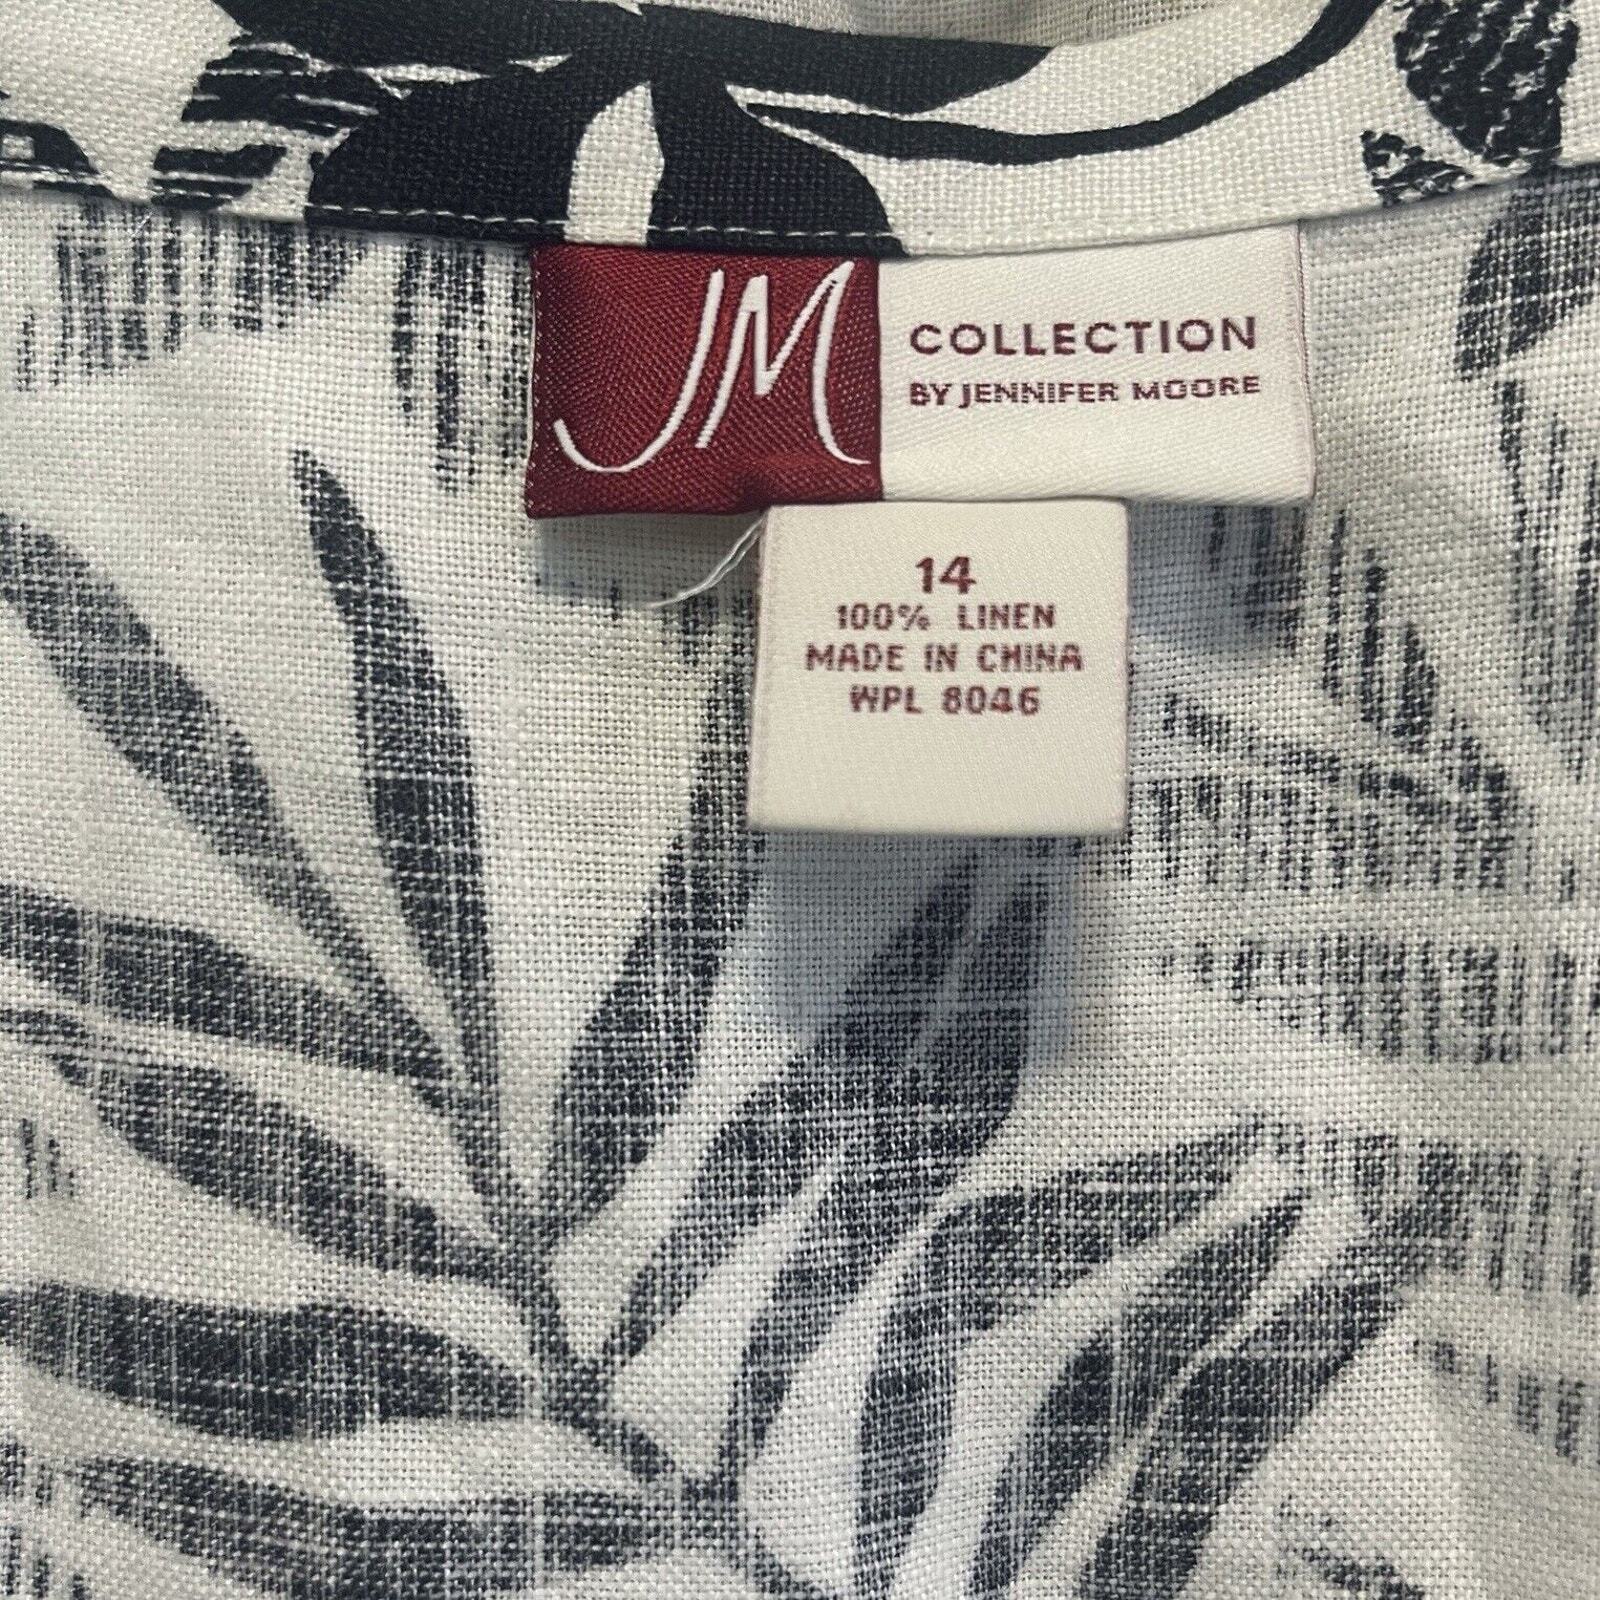 JM
COLLECTION
BY JENNIFER MOORE
14
100% LINEN
MADE IN CHINA
WPL 8046